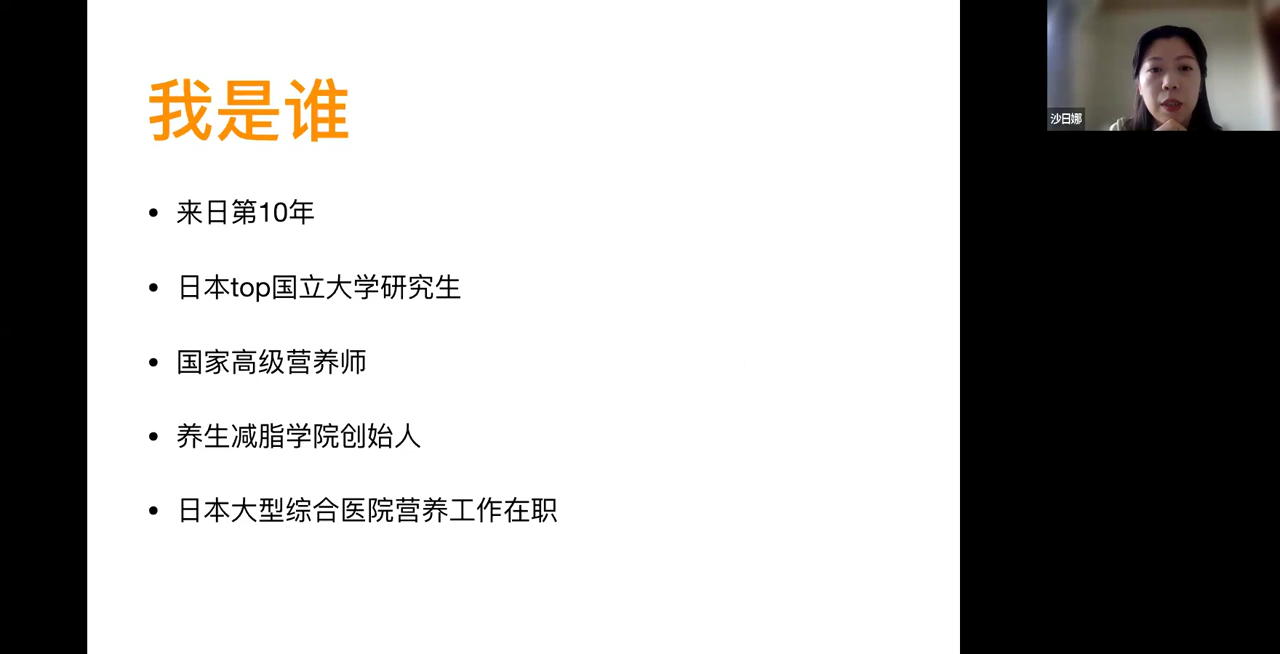 我是谁
来日第10年
日本top国立大学研究生
国家高级营养师
养生减脂学院创始人
日本大型综合医院营养工作在职
沙日娜